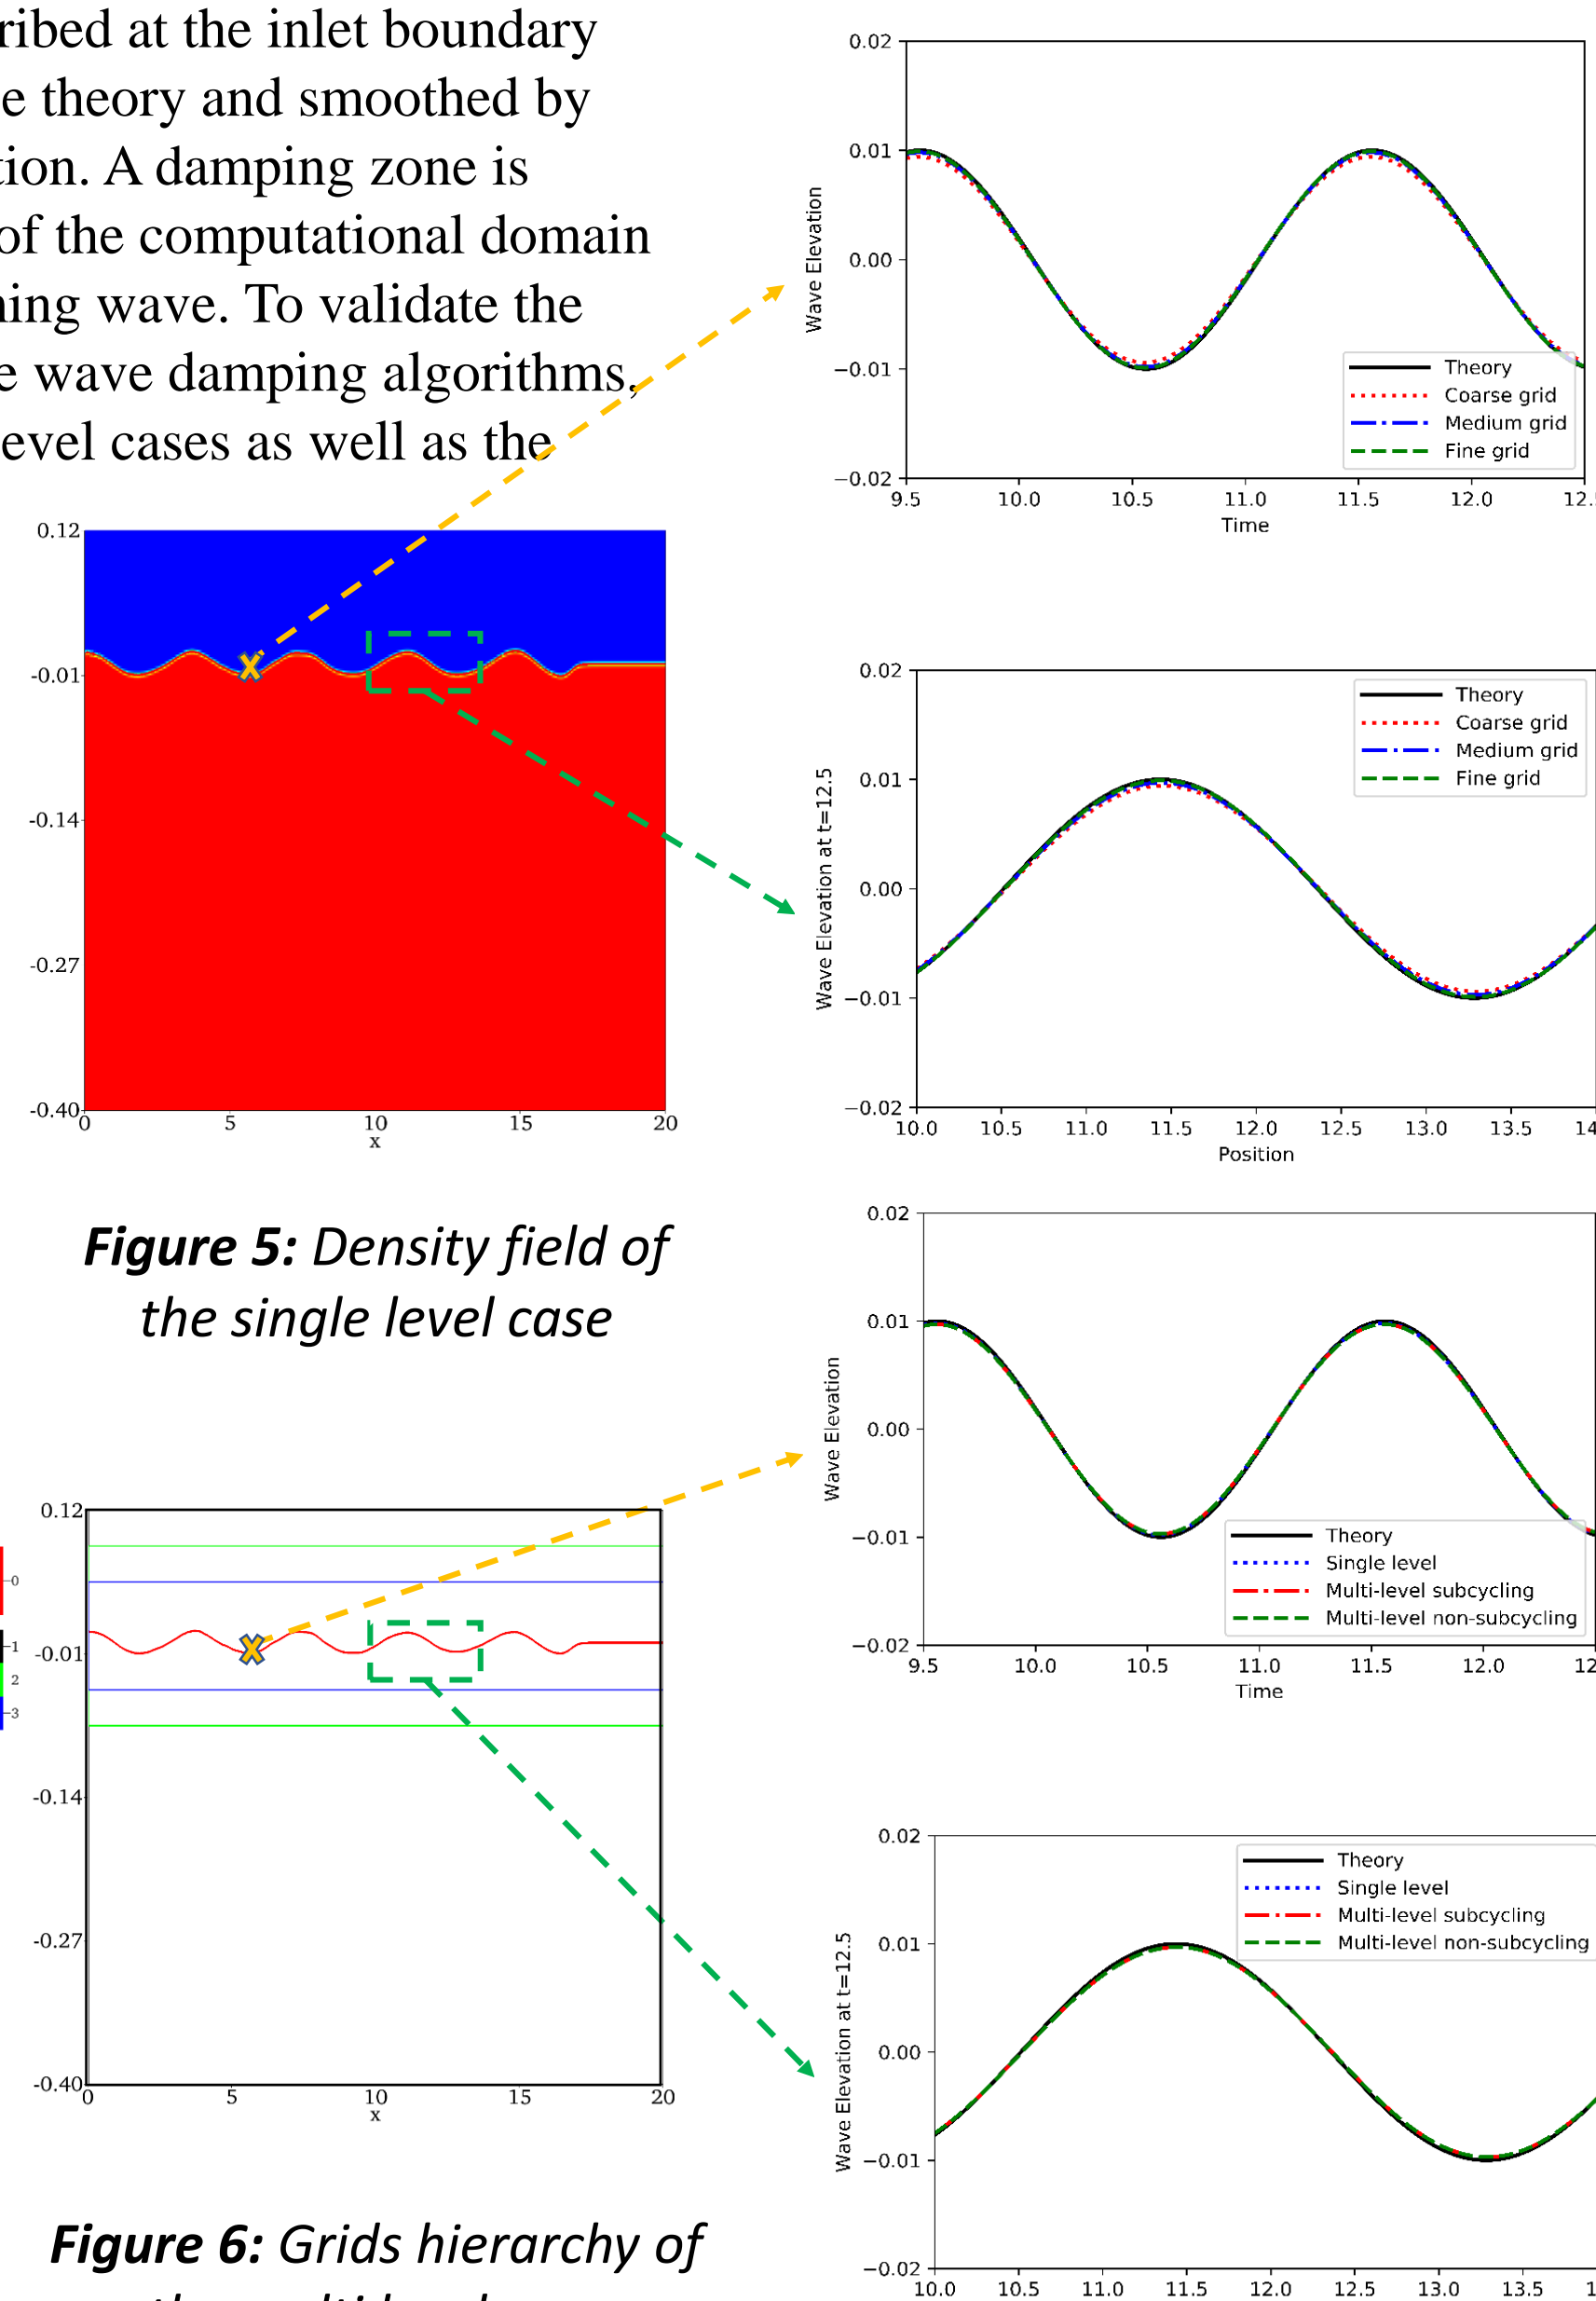 ribed at the inlet boundary
e theory and smoothed by
tion. A damping zone is
of the computational domain
ning wave. To validate the
e wave damping algorithms,
evel cases as well as the
0.02
0.01
0.00
−0.01
−0.02
Wave Elevation
Theory
Coarse grid
Medium grid
Fine grid
9.5 10.0 10.5 11.0 11.5 12.0 12.
Time
0.12
-0.01
-0.14
-0.27
-0.40
0 5 10 15 20
x
0.02
0.01
0.00
−0.01
−0.02
Wave Elevation at t=12.5
Theory
Coarse grid
Medium grid
Fine grid
10.0 10.5 11.0 11.5 12.0 12.5 13.0 13.5 14
Position
Figure 5: Density field of
the single level case
0.02
0.01
0.00
−0.01
−0.02
Wave Elevation
Theory
Single level
Multi-level subcycling
Multi-level non-subcycling
9.5 10.0 10.5 11.0 11.5 12.0 12
Time
0
1
2
3
0.12
-0.01
-0.14
-0.27
-0.40
0 5 10 15 20
x
0.02
0.01
0.00
−0.01
−0.02
Wave Elevation at t=12.5
Theory
Single level
Multi-level subcycling
Multi-level non-subcycling
10.0 10.5 11.0 11.5 12.0 12.5 13.0 13.5 1
Figure 6: Grids hierarchy of